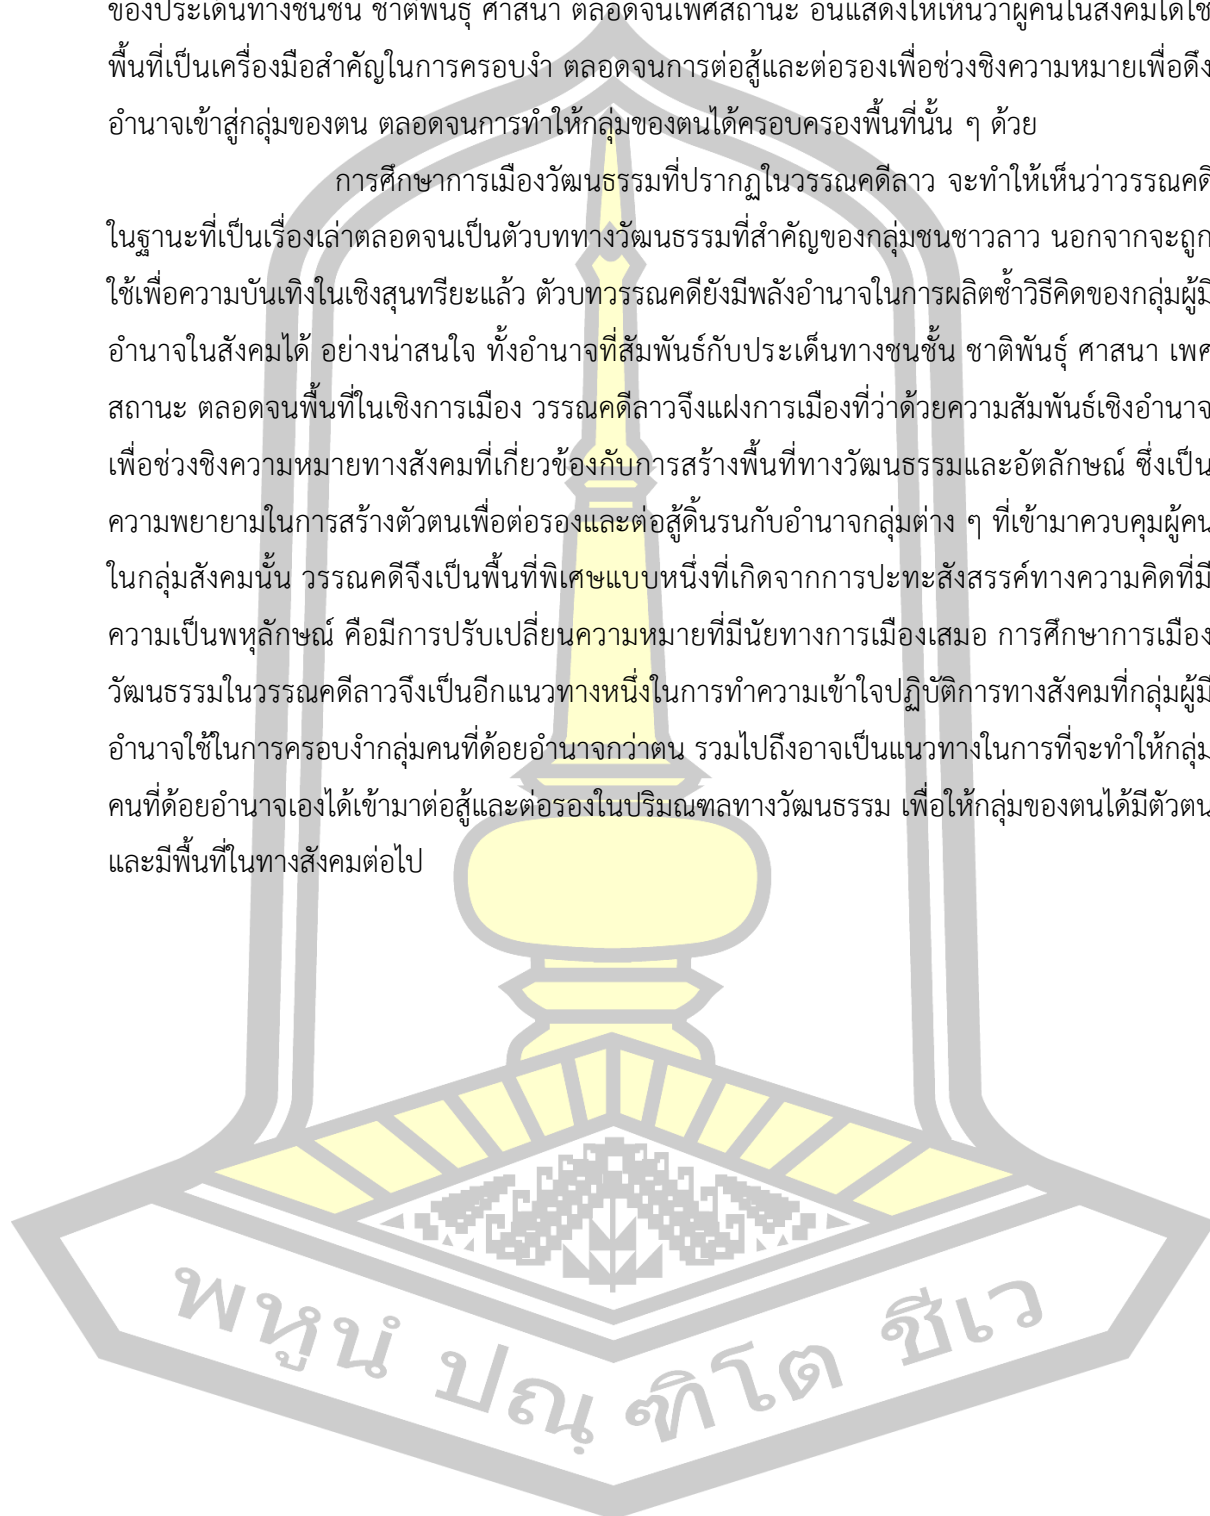 ของประเด็นทางชนชั้น ชาติพันธุ์ ศาสนา ตลอดจนเพศสถานะ อันแสดงให้เห็นว่าผู้คนในสังคมได้ใช้
พื้นที่เป็นเครื่องมือสำคัญในการครอบงำ ตลอดจนการต่อสู้และต่อรองเพื่อช่วงชิงความหมายเพื่อดึง
อำนาจเข้าสู่กลุ่มของตน ตลอดจนการทำให้กลุ่มของตนได้ครอบครองพื้นที่นั้น ๆ ด้วย
การศึกษาการเมืองวัฒนธรรมที่ปรากฏในวรรณคดีลาว จะทำให้เห็นว่าวรรณคดี
ในฐานะที่เป็นเรื่องเล่าตลอดจนเป็นตัวบททางวัฒนธรรมที่สำคัญของกลุ่มชนชาวลาว นอกจากจะถูก
ใช้เพื่อความบันเทิงในเชิงสุนทรียะแล้ว ตัวบทวรรณคดียังมีพลังอำนาจในการผลิตซ้ำวิธีคิดของกลุ่มผู้มี
อำนาจในสังคมได้ อย่างน่าสนใจ ทั้งอำนาจที่สัมพันธ์กับประเด็นทางชนชั้น ชาติพันธุ์ ศาสนา เพศ
สถานะ ตลอดจนพื้นที่ในเชิงการเมือง วรรณคดีลาวจึงแฝงการเมืองที่ว่าด้วยความสัมพันธ์เชิงอำนาจ
เพื่อช่วงชิงความหมายทางสังคมที่เกี่ยวข้องกับการสร้างพื้นที่ทางวัฒนธรรมและอัตลักษณ์ ซึ่งเป็น
ความพยายามในการสร้างตัวตนเพื่อต่อรองและต่อสู้ดิ้นรนกับอำนาจกลุ่มต่าง ๆ ที่เข้ามาควบคุมผู้คน
ในกลุ่มสังคมนั้น วรรณคดีจึงเป็นพื้นที่พิเศษแบบหนึ่งที่เกิดจากการปะทะสังสรรค์ทางความคิดที่มี
ความเป็นพหุลักษณ์ คือมีการปรับเปลี่ยนความหมายที่มีนัยทางการเมืองเสมอ การศึกษาการเมือง
วัฒนธรรมในวรรณคดีลาวจึงเป็นอีกแนวทางหนึ่งในการทำความเข้าใจปฏิบัติการทางสังคมที่กลุ่มผู้มี
อำนาจใช้ในการครอบงำกลุ่มคนที่ด้อยอำนาจกว่าตน รวมไปถึงอาจเป็นแนวทางในการที่จะทำให้กลุ่ม
คนที่ด้อยอำนาจเองได้เข้ามาต่อสู้และต่อรองในปริมณฑลทางวัฒนธรรม เพื่อให้กลุ่มของตนได้มีตัวตน
และมีพื้นที่ในทางสังคมต่อไป
พหูนํ ปณฺฑิโต ชีเว